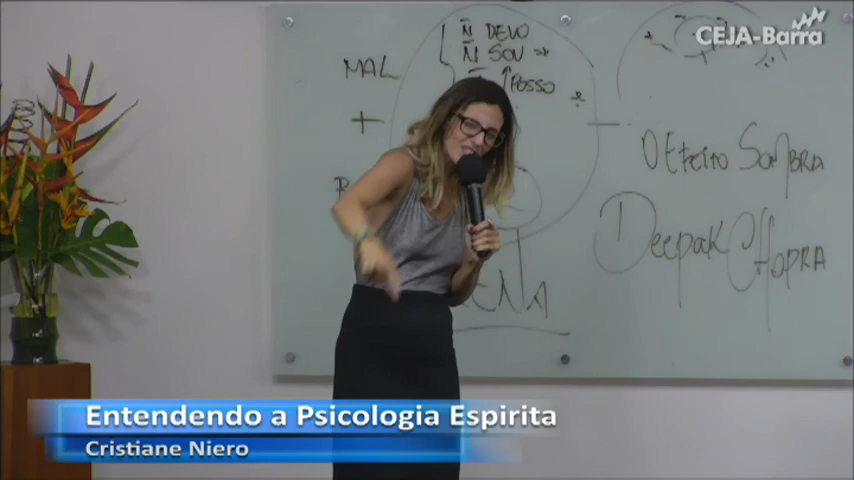 CEJA-Barra
Ñ DEVO
Ñ SOU
POSSO
MAL
+
O EFEITO SOMBRA
DEEPAK CHOPRA
Entendendo a Psicologia Espirita
Cristiane Niero